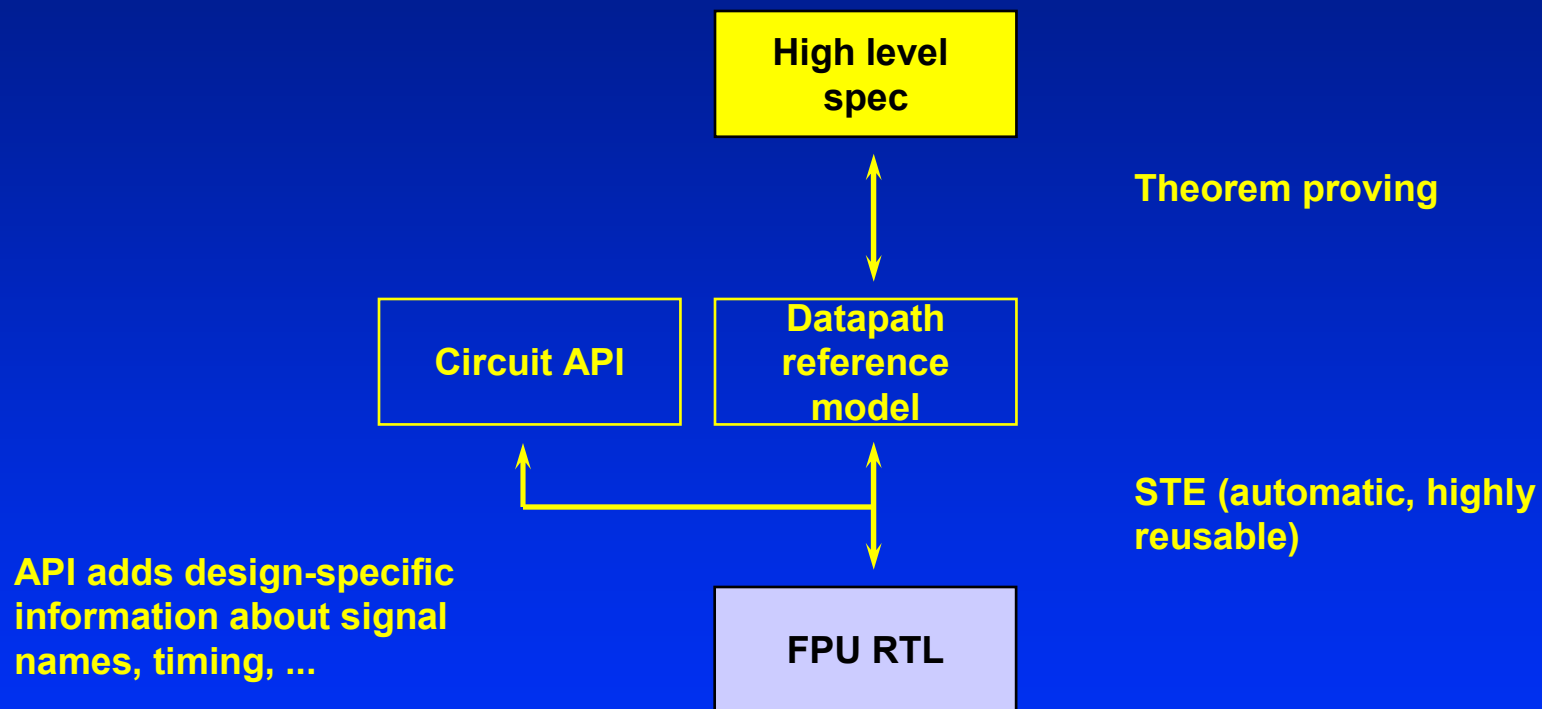 High level
spec
Theorem proving
Circuit API
Datapath
reference
model
STE (automatic, highly
reusable)
API adds design-specific
information about signal
names, timing, ...
FPU RTL